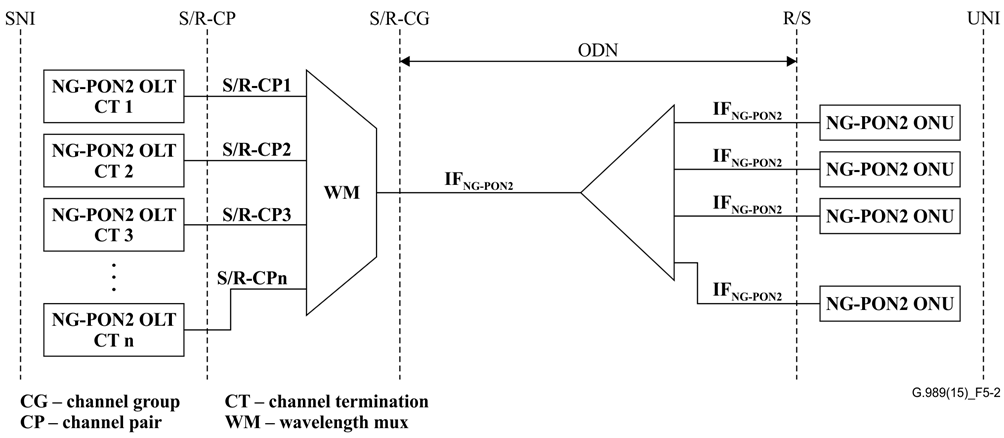 SNI S/R-CP S/R-CG R/S UNI
ODN
NG-PON2 OLT
CT 1
S/R-CP1
NG-PON2 OLT
CT 2
S/R-CP2
NG-PON2 OLT
CT 3
S/R-CP3
⋮
NG-PON2 OLT
CT n
S/R-CPn
WM
IFNG-PON2
IFNG-PON2
NG-PON2 ONU
IFNG-PON2
NG-PON2 ONU
IFNG-PON2
NG-PON2 ONU
IFNG-PON2
NG-PON2 ONU
CG – channel group
CP – channel pair
CT – channel termination
WM – wavelength mux
G.989(15)_F5-2